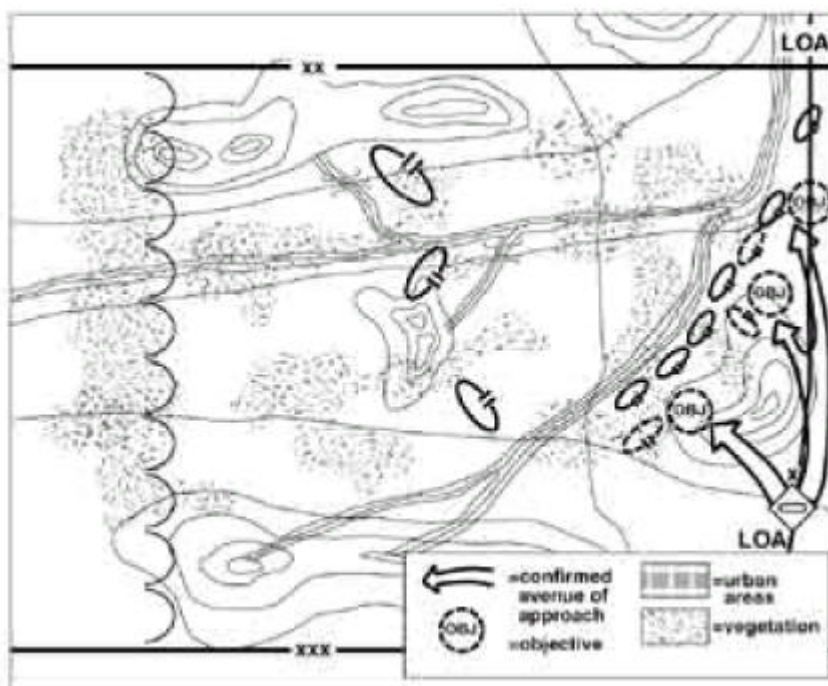 LOA
xx
OBJ
OBJ
OBJ
x
LOA
=confirmed
avenue of
approach
OBJ
=objective
=urban
areas
=vegetation
xxx